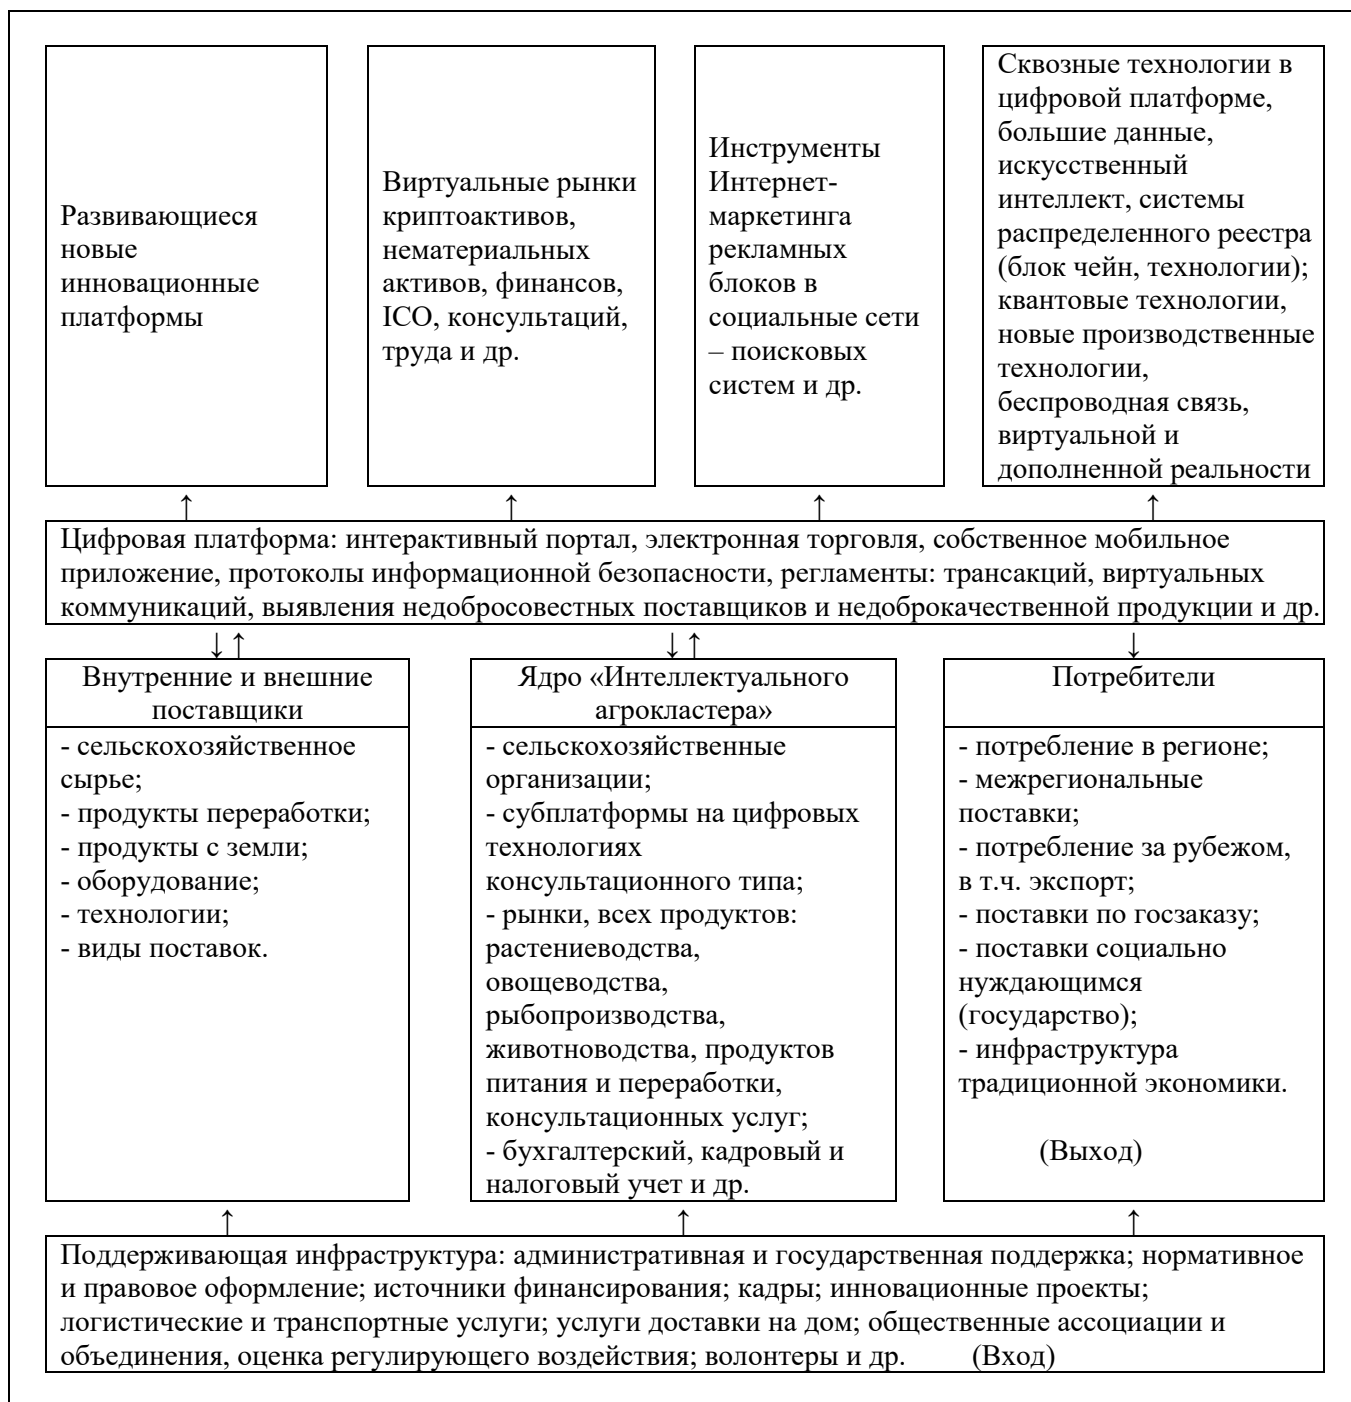 Развивающиеся
новые
инновационные
платформы
Виртуальные рынки
криптоактивов,
нематериальных
активов, финансов,
ICO, консультаций,
труда и др.
Инструменты
Интернет-
маркетинга
рекламных
блоков в
социальные сети
– поисковых
систем и др.
Сквозные технологии в
цифровой платформе,
большие данные,
искусственный
интеллект, системы
распределенного реестра
(блок чейн, технологии);
квантовые технологии,
новые производственные
технологии,
беспроводная связь,
виртуальной и
дополненной реальности
↑ ↑ ↑ ↑
Цифровая платформа: интерактивный портал, электронная торговля, собственное мобильное
приложение, протоколы информационной безопасности, регламенты: трансакций, виртуальных
коммуникаций, выявления недобросовестных поставщиков и недоброкачественной продукции и др.
↓↑ ↓↑ ↓
Внутренние и внешние
поставщики
- сельскохозяйственное
сырье;
- продукты переработки;
- продукты с земли;
- оборудование;
- технологии;
- виды поставок.
Ядро «Интеллектуального
агрокластера»
- сельскохозяйственные
организации;
- субплатформы на цифровых
технологиях
консультационного типа;
- рынки, всех продуктов:
растениеводства,
овощеводства,
рыбопроизводства,
животноводства, продуктов
питания и переработки,
консультационных услуг;
- бухгалтерский, кадровый и
налоговый учет и др.
Потребители
- потребление в регионе;
- межрегиональные
поставки;
- потребление за рубежом,
в т.ч. экспорт;
- поставки по госзаказу;
- поставки социально
нуждающимся
(государство);
- инфраструктура
традиционной экономики.
(Выход)
↑ ↑ ↑
Поддерживающая инфраструктура: административная и государственная поддержка; нормативное
и правовое оформление; источники финансирования; кадры; инновационные проекты;
логистические и транспортные услуги; услуги доставки на дом; общественные ассоциации и
объединения, оценка регулирующего воздействия; волонтеры и др. (Вход)